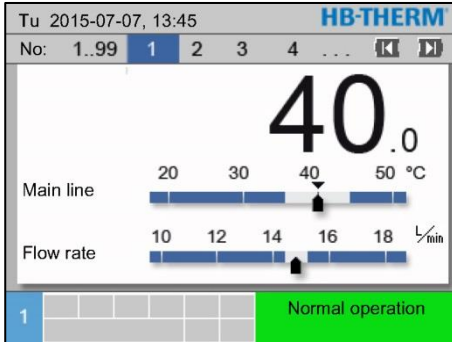 Tu 2015-07-07, 13:45 HB-THERM
No: 1..99 1 2 3 4 ...
40.0
20 30 40 50 °C
Main line
10 12 14 16 18 L/min
Flow rate
1 Normal operation